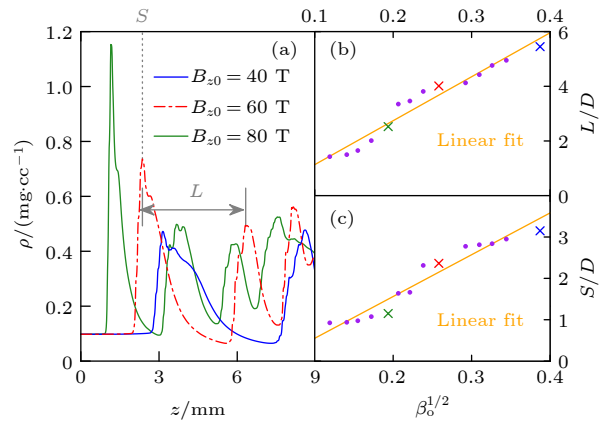 S
0.1 0.2 0.3 0.4
1.2
1.0
0.8
0.6
0.4
0.2
0
(a)
B_{z0} = 40 T
B_{z0} = 60 T
B_{z0} = 80 T
L
ρ/(mg·cc⁻¹)
0 3 6 9
z/mm
(b)
Linear fit
6
4
2
0
L/D
(c)
Linear fit
3
2
1
0
S/D
0.1 0.2 0.3 0.4
β_o^{1/2}